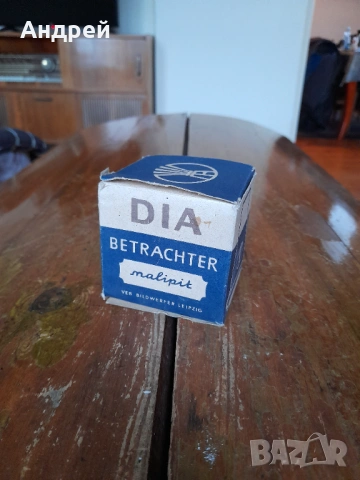 Андрей
DIA-
BETRACHTER
malipit
VEB BILDWERFER LEIPZIG
BAZAR